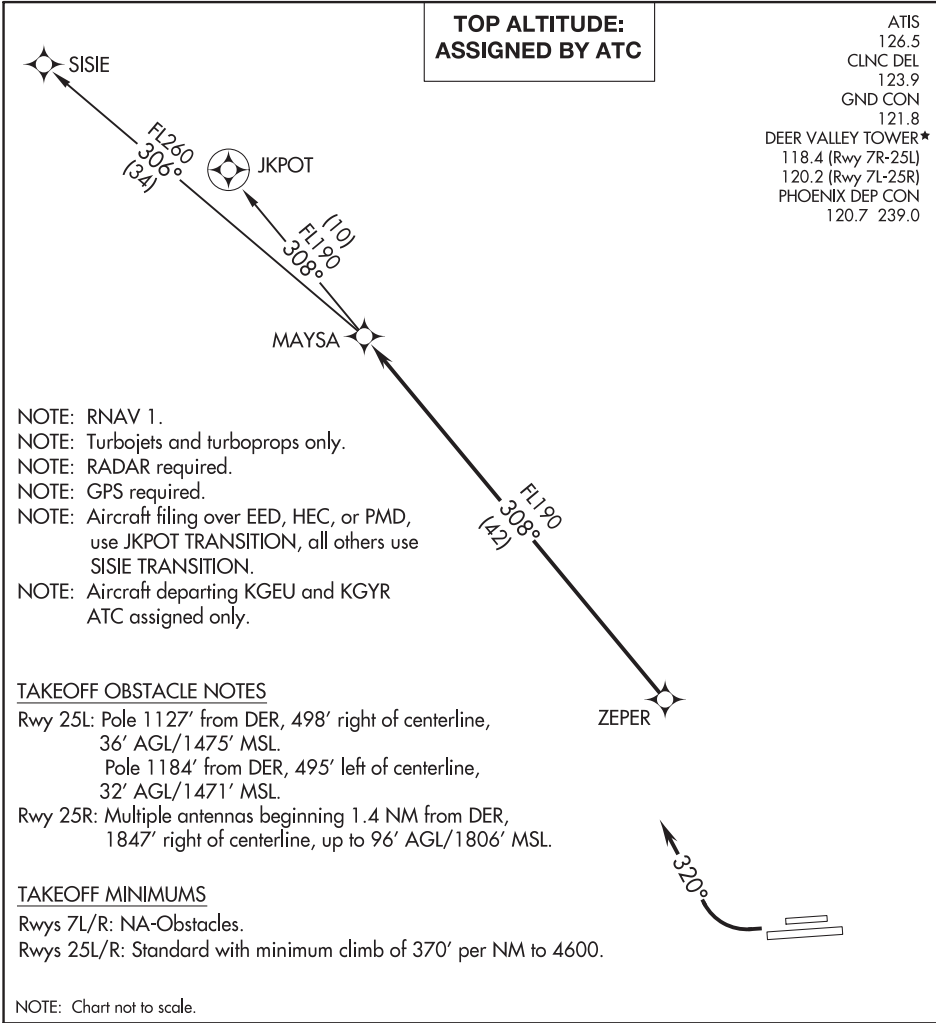 TOP ALTITUDE:
ASSIGNED BY ATC
ATIS
126.5
CLNC DEL
123.9
GND CON
121.8
DEER VALLEY TOWER★
118.4 (Rwy 7R-25L)
120.2 (Rwy 7L-25R)
PHOENIX DEP CON
120.7 239.0
SISIE
FL260
306°
(34)
JKPOT
(10)
FL190
308°
MAYSA
FL190
308°
(42)
ZEPER
320°
NOTE: RNAV 1.
NOTE: Turbojets and turboprops only.
NOTE: RADAR required.
NOTE: GPS required.
NOTE: Aircraft filing over EED, HEC, or PMD,
use JKPOT TRANSITION, all others use
SISIE TRANSITION.
NOTE: Aircraft departing KGEU and KGYR
ATC assigned only.
TAKEOFF OBSTACLE NOTES
Rwy 25L: Pole 1127' from DER, 498' right of centerline,
36' AGL/1475' MSL.
Pole 1184' from DER, 495' left of centerline,
32' AGL/1471' MSL.
Rwy 25R: Multiple antennas beginning 1.4 NM from DER,
1847' right of centerline, up to 96' AGL/1806' MSL.
TAKEOFF MINIMUMS
Rwys 7L/R: NA-Obstacles.
Rwys 25L/R: Standard with minimum climb of 370' per NM to 4600.
NOTE: Chart not to scale.